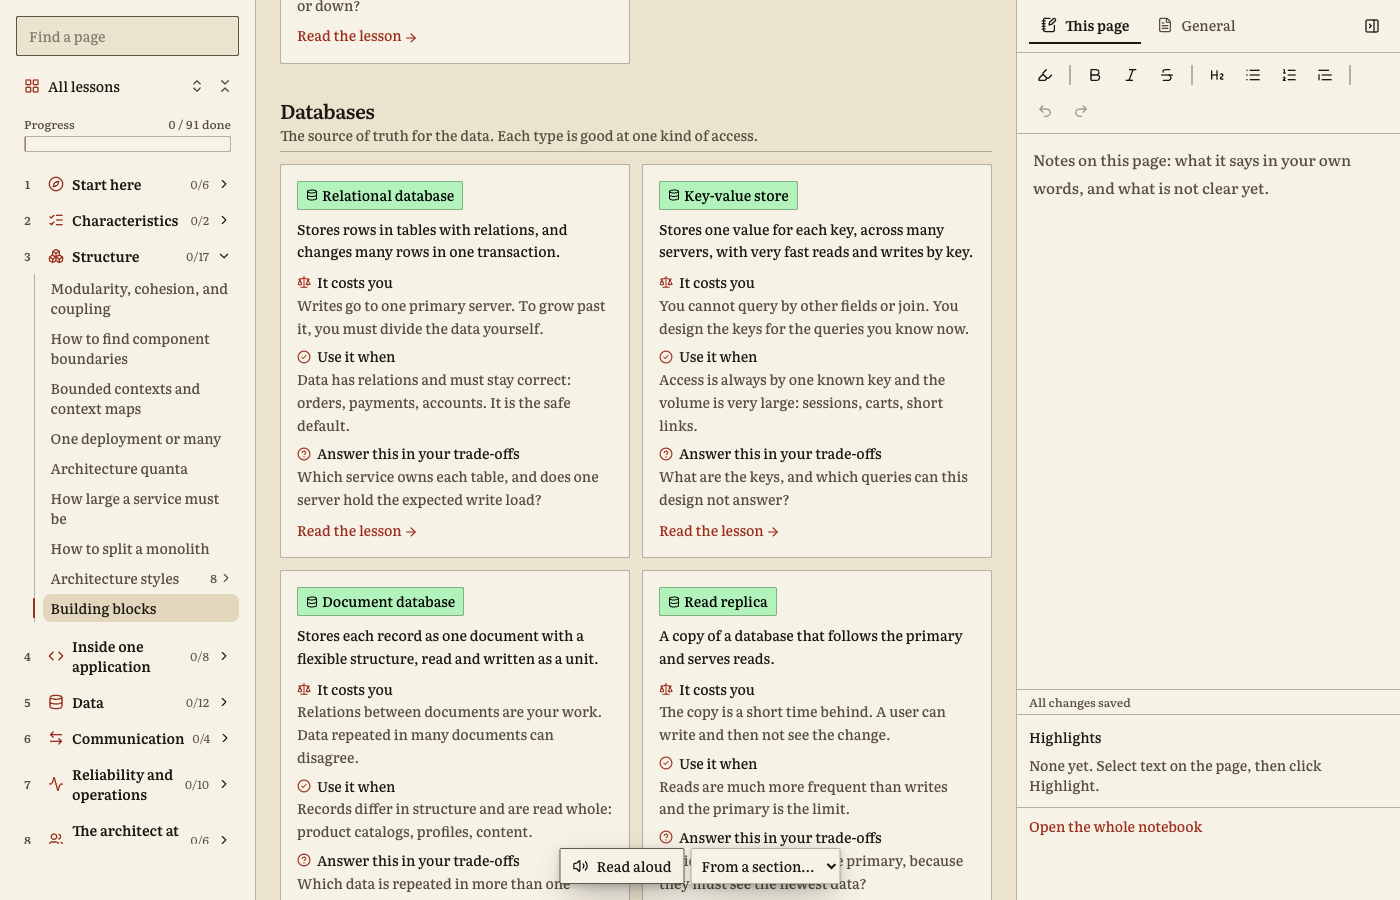 Find a page
All lessons
Progress
0 / 91 done
1 Start here 0/6
2 Characteristics 0/2
3 Structure 0/17
Modularity, cohesion, and
coupling
How to find component
boundaries
Bounded contexts and
context maps
One deployment or many
Architecture quanta
How large a service must
be
How to split a monolith
Architecture styles 8
Building blocks
4 Inside one
application 0/8
5 Data 0/12
6 Communication 0/4
7 Reliability and
operations 0/10
8 The architect at 0/6
or down?
Read the lesson →
Databases
The source of truth for the data. Each type is good at one kind of access.
Relational database
Stores rows in tables with relations, and
changes many rows in one transaction.
It costs you
Writes go to one primary server. To grow past
it, you must divide the data yourself.
Use it when
Data has relations and must stay correct:
orders, payments, accounts. It is the safe
default.
Answer this in your trade-offs
Which service owns each table, and does one
server hold the expected write load?
Read the lesson →
Key-value store
Stores one value for each key, across many
servers, with very fast reads and writes by key.
It costs you
You cannot query by other fields or join. You
design the keys for the queries you know now.
Use it when
Access is always by one known key and the
volume is very large: sessions, carts, short
links.
Answer this in your trade-offs
What are the keys, and which queries can this
design not answer?
Read the lesson →
Document database
Stores each record as one document with a
flexible structure, read and written as a unit.
It costs you
Relations between documents are your work.
Data repeated in many documents can
disagree.
Use it when
Records differ in structure and are read whole:
product catalogs, profiles, content.
Answer this in your trade-offs
Which data is repeated in more than one
Read replica
A copy of a database that follows the primary
and serves reads.
It costs you
The copy is a short time behind. A user can
write and then not see the change.
Use it when
Reads are much more frequent than writes
and the primary is the limit.
Answer this in your trade-offs
primary, because
they must see the newest data?
Read aloud
From a section...
This page
General
B I S H2
Notes on this page: what it says in your own
words, and what is not clear yet.
All changes saved
Highlights
None yet. Select text on the page, then click
Highlight.
Open the whole notebook